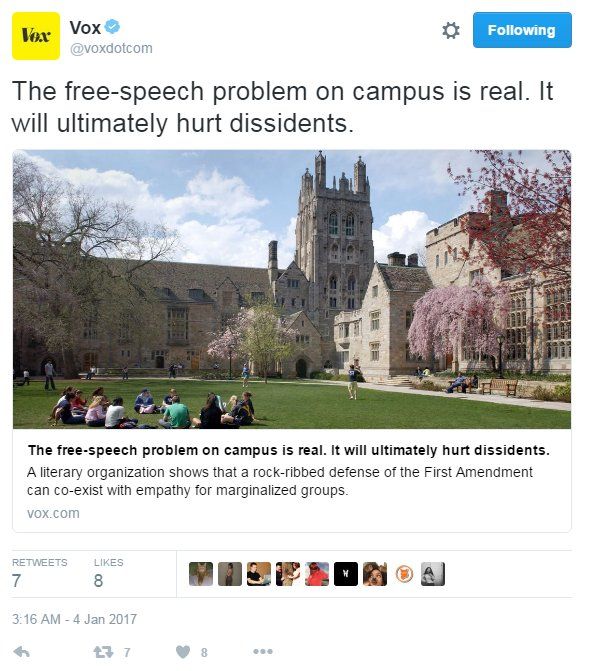 Vox
Vox
@voxdotcom
Following
The free-speech problem on campus is real. It
will ultimately hurt dissidents.
The free-speech problem on campus is real. It will ultimately hurt dissidents.
A literary organization shows that a rock-ribbed defense of the First Amendment
can co-exist with empathy for marginalized groups.
vox.com
RETWEETS LIKES
7 8
3:16 AM - 4 Jan 2017
7 8